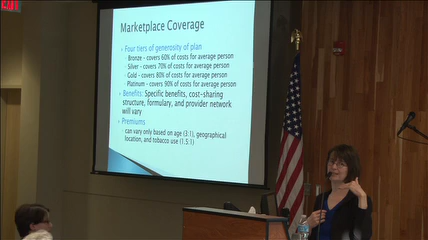 EXIT
Marketplace Coverage
Four tiers of generosity of plan
Bronze - covers 60% of costs for average person
Silver - covers 70% of costs for average person
Gold - covers 80% of costs for average person
Platinum - covers 90% of costs for average person
Benefits: Specific benefits, cost-sharing
structure, formulary, and provider network
will vary
Premiums
can vary only based on age (3:1), geographical
location, and tobacco use (1.5:1)